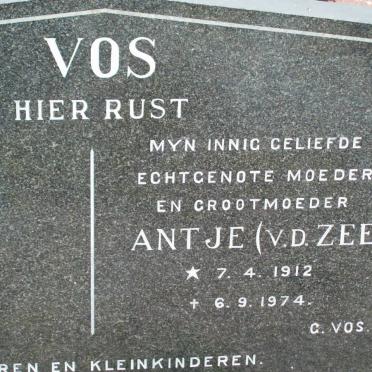 VOS
HIER RUST
MYN INNIG GELIEFDE
ECHTGENOTE MOEDER
EN GROOTMOEDER
ANTJE (V.D. ZEE
★ 7. 4. 1912
+ 6. 9. 1974.
G. VOS.
REN EN KLEINKINDEREN.